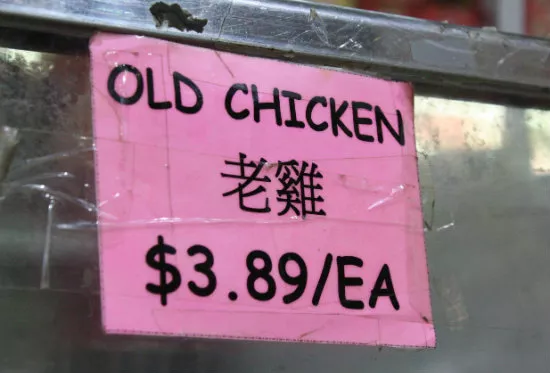 OLD CHICKEN
老雞
$3.89/EA